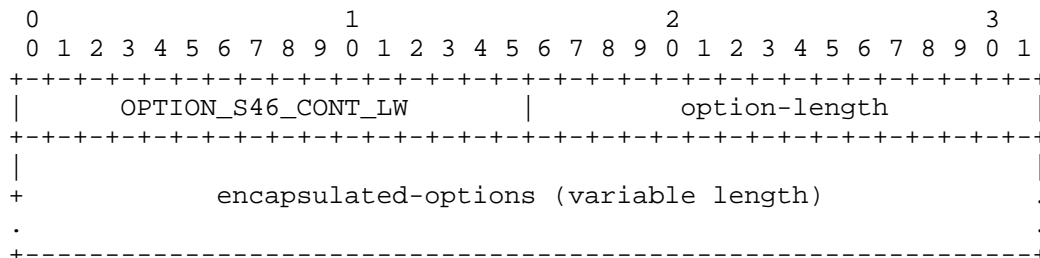 0                   1                   2                   3
 0 1 2 3 4 5 6 7 8 9 0 1 2 3 4 5 6 7 8 9 0 1 2 3 4 5 6 7 8 9 0 1
+-+-+-+-+-+-+-+-+-+-+-+-+-+-+-+-+-+-+-+-+-+-+-+-+-+-+-+-+-+-+-+-+
|      OPTION_S46_CONT_LW       |         option-length         |
+-+-+-+-+-+-+-+-+-+-+-+-+-+-+-+-+-+-+-+-+-+-+-+-+-+-+-+-+-+-+-+-+
|                                                               |
+            encapsulated-options (variable length)             .
.                                                               .
+---------------------------------------------------------------+